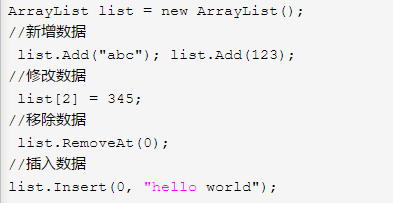 ArrayList list = new ArrayList();
//新增数据
list.Add("abc"); list.Add(123);
//修改数据
list[2] = 345;
//移除数据
list.RemoveAt(0);
//插入数据
list.Insert(0, "hello world");